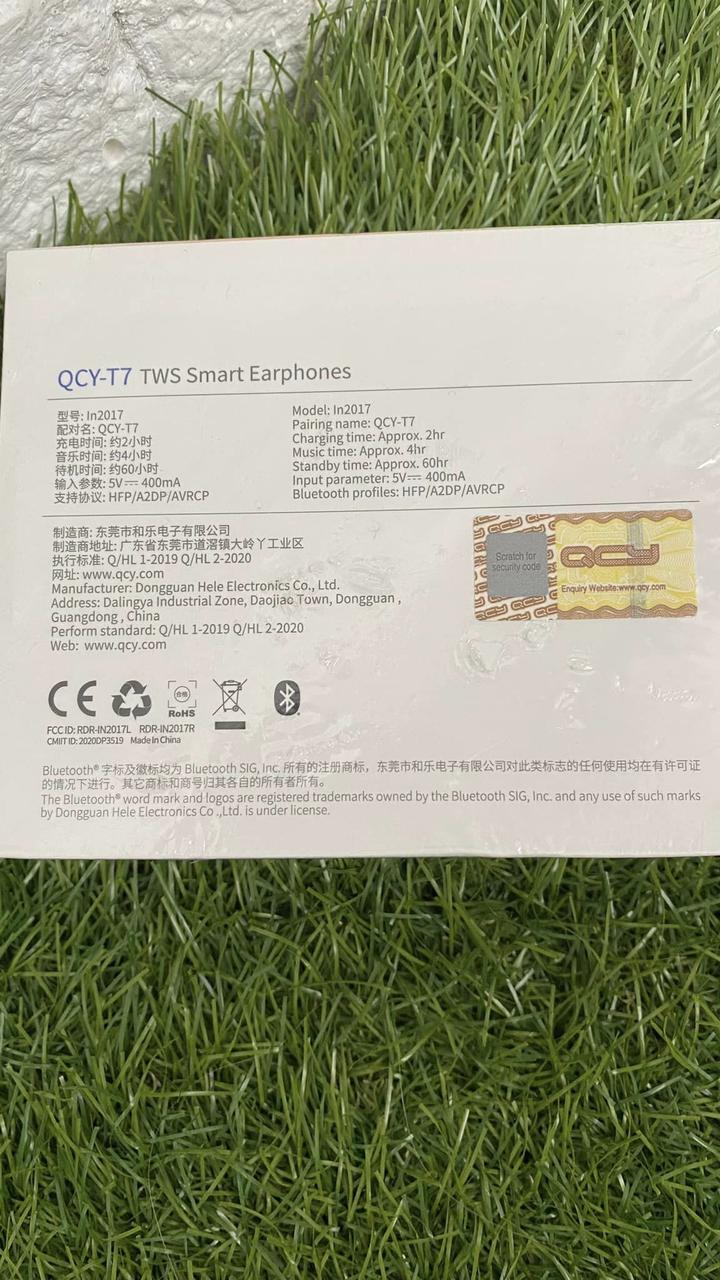 QCY-T7 TWS Smart Earphones
型号: In2017
配对名: QCY-T7
充电时间: 约2小时
音乐时间: 约4小时
待机时间: 约60小时
输入参数: 5V⎓ 400mA
支持协议: HFP/A2DP/AVRCP
Model: In2017
Pairing name: QCY-T7
Charging time: Approx. 2hr
Music time: Approx. 4hr
Standby time: Approx. 60hr
Input parameter: 5V⎓ 400mA
Bluetooth profiles: HFP/A2DP/AVRCP
制造商: 东莞市和乐电子有限公司
制造商地址: 广东省东莞市道滘镇大岭丫工业区
执行标准: Q/HL 1-2019 Q/HL 2-2020
网址: www.qcy.com
Manufacturer: Dongguan Hele Electronics Co., Ltd.
Address: Dalingya Industrial Zone, Daojiao Town, Dongguan ,
Guangdong , China
Perform standard: Q/HL 1-2019 Q/HL 2-2020
Web: www.qcy.com
Scratch for
security code
QCY
Enquiry Website:www.qcy.com
CE
合格
RoHS
FCC ID: RDR-IN2017L RDR-IN2017R
CMIIT ID: 2020DP3519 Made In China
Bluetooth® 字标及徽标均为 Bluetooth SIG, Inc. 所有的注册商标，东莞市和乐电子有限公司对此类标志的任何使用均在有许可证
的情况下进行。其它商标和商号归其各自的所有者所有。
The Bluetooth® word mark and logos are registered trademarks owned by the Bluetooth SIG, Inc. and any use of such marks
by Dongguan Hele Electronics Co .,Ltd. is under license.